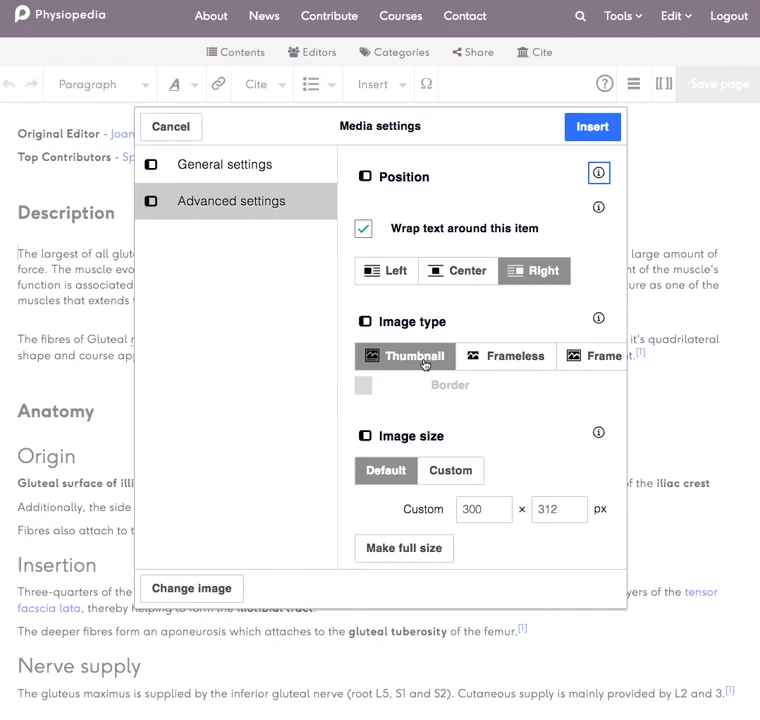 Physiopedia
About News Contribute Courses Contact Tools Edit Logout
Contents Editors Categories Share Cite
Paragraph A Cite Insert Ω ? [[]] Save page
Cancel Media settings Insert
Original Editor - Joan
Top Contributors - Sp
General settings
Advanced settings
Position
Wrap text around this item
Left Center Right
Image type
Thumbnail Frameless Frame
Border
Image size
Default Custom
Custom 300 × 312 px
Make full size
Change image
Description
The largest of all glut large amount of
force. The muscle evo nt of the muscle's
function is associated ture as one of the
muscles that extends t
The fibres of Gluteal it's quadrilateral
shape and course app t.[1]
Anatomy
Origin
Gluteal surface of ili of the iliac crest
Additionally, the side
Fibres also attach to t
Insertion
Three-quarters of the yers of the tensor
facscia lata, thereby helping to form the iliotibial tract.
The deeper fibres form an aponeurosis which attaches to the gluteal tuberosity of the femur.[1]
Nerve supply
The gluteus maximus is supplied by the inferior gluteal nerve (root L5, S1 and S2). Cutaneous supply is mainly provided by L2 and 3.[1]